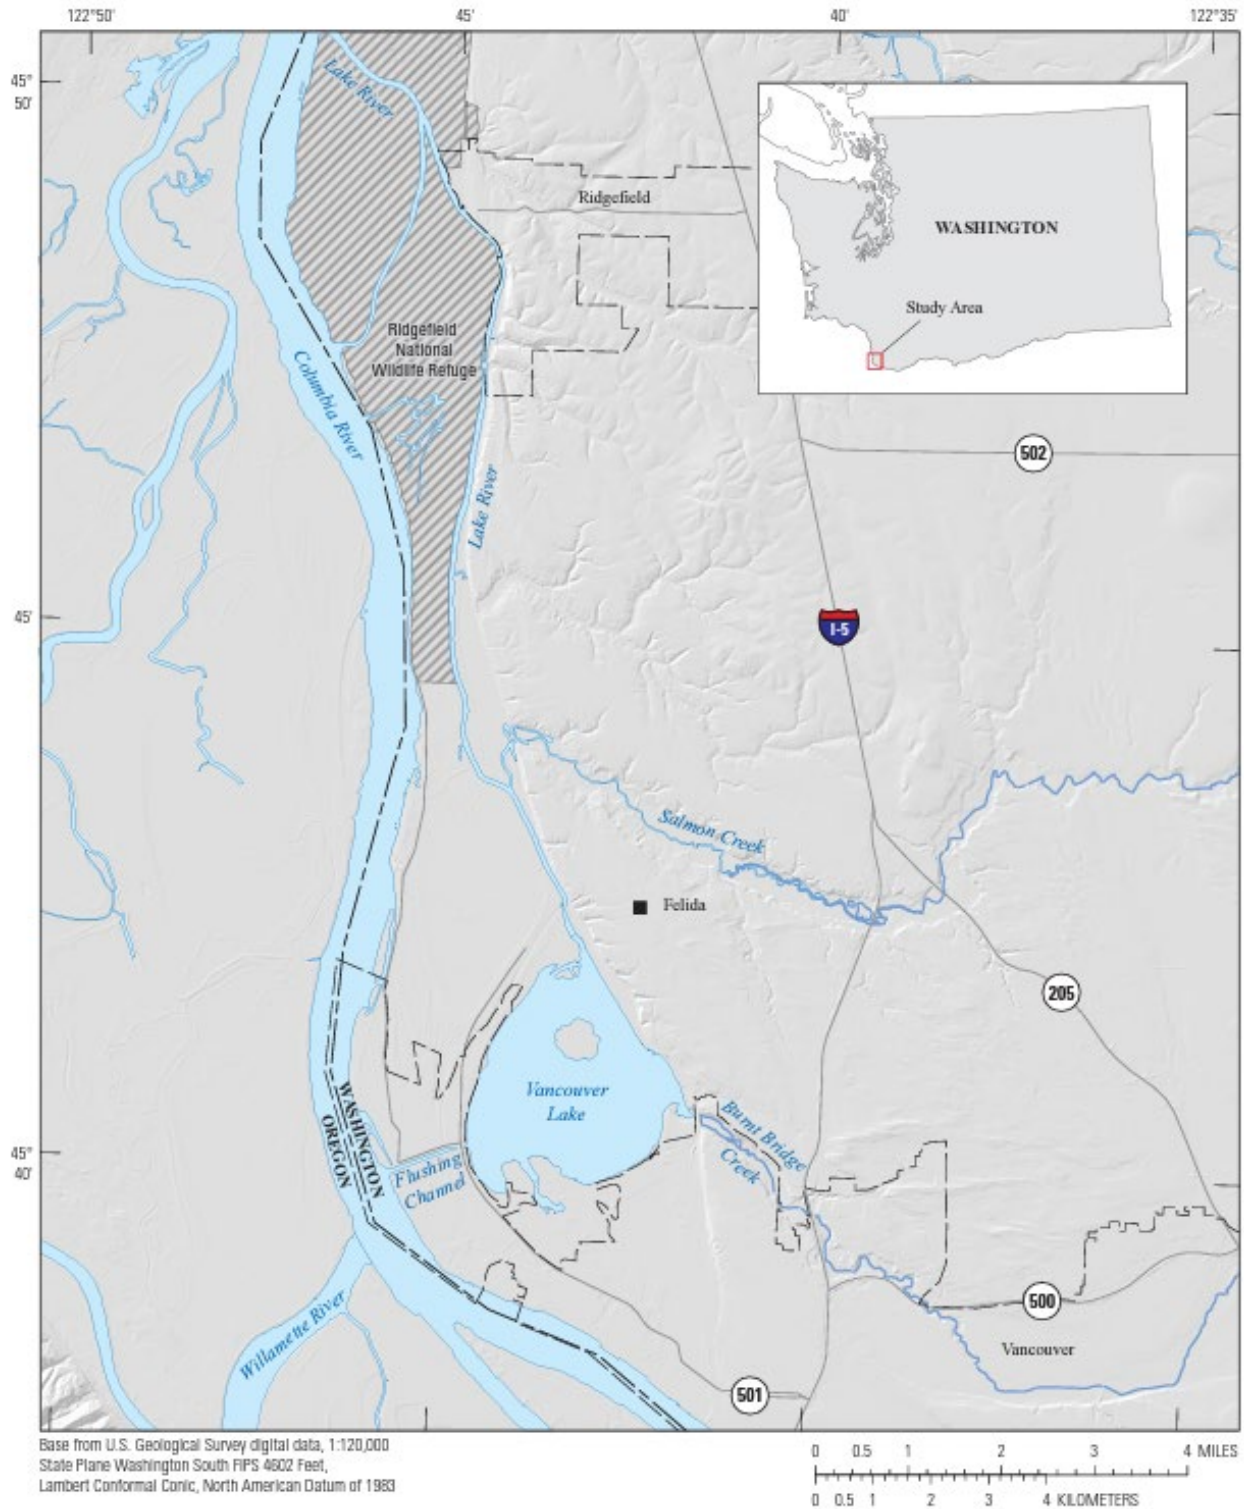 122°50'
45'
40'
122°35'
45°
50'
Lake River
Ridgefield
WASHINGTON
Study Area
Ridgefield
National
Wildlife Refuge
Columbia River
502
Lake River
45'
I-5
Salmon Creek
Felida
205
Vancouver
Lake
WASHINGTON
OREGON
Burnt Bridge
Creek
45°
40'
Flushing
Channel
500
Willamette River
Vancouver
501
Base from U.S. Geological Survey digital data, 1:120,000
State Plane Washington South FIPS 4602 Feet,
Lambert Conformal Conic, North American Datum of 1983
0 0.5 1 2 3 4 MILES
0 0.5 1 2 3 4 KILOMETERS